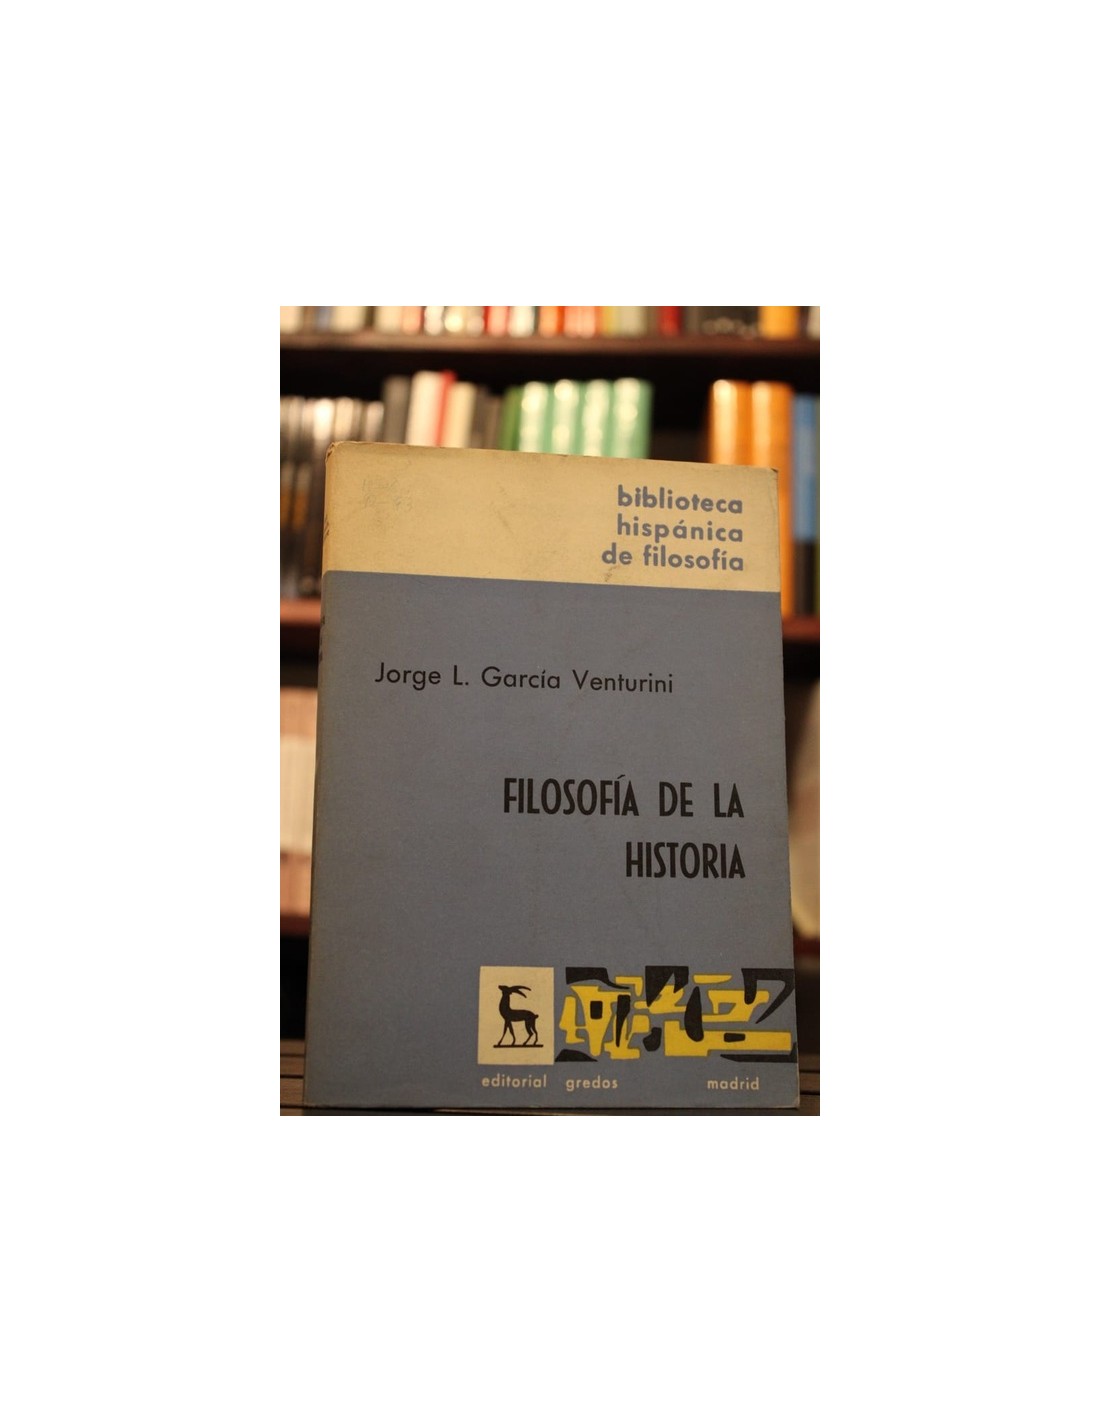 biblioteca
hispánica
de filosofía
Jorge L. García Venturini
FILOSOFÍA DE LA
HISTORIA
editorial gredos madrid